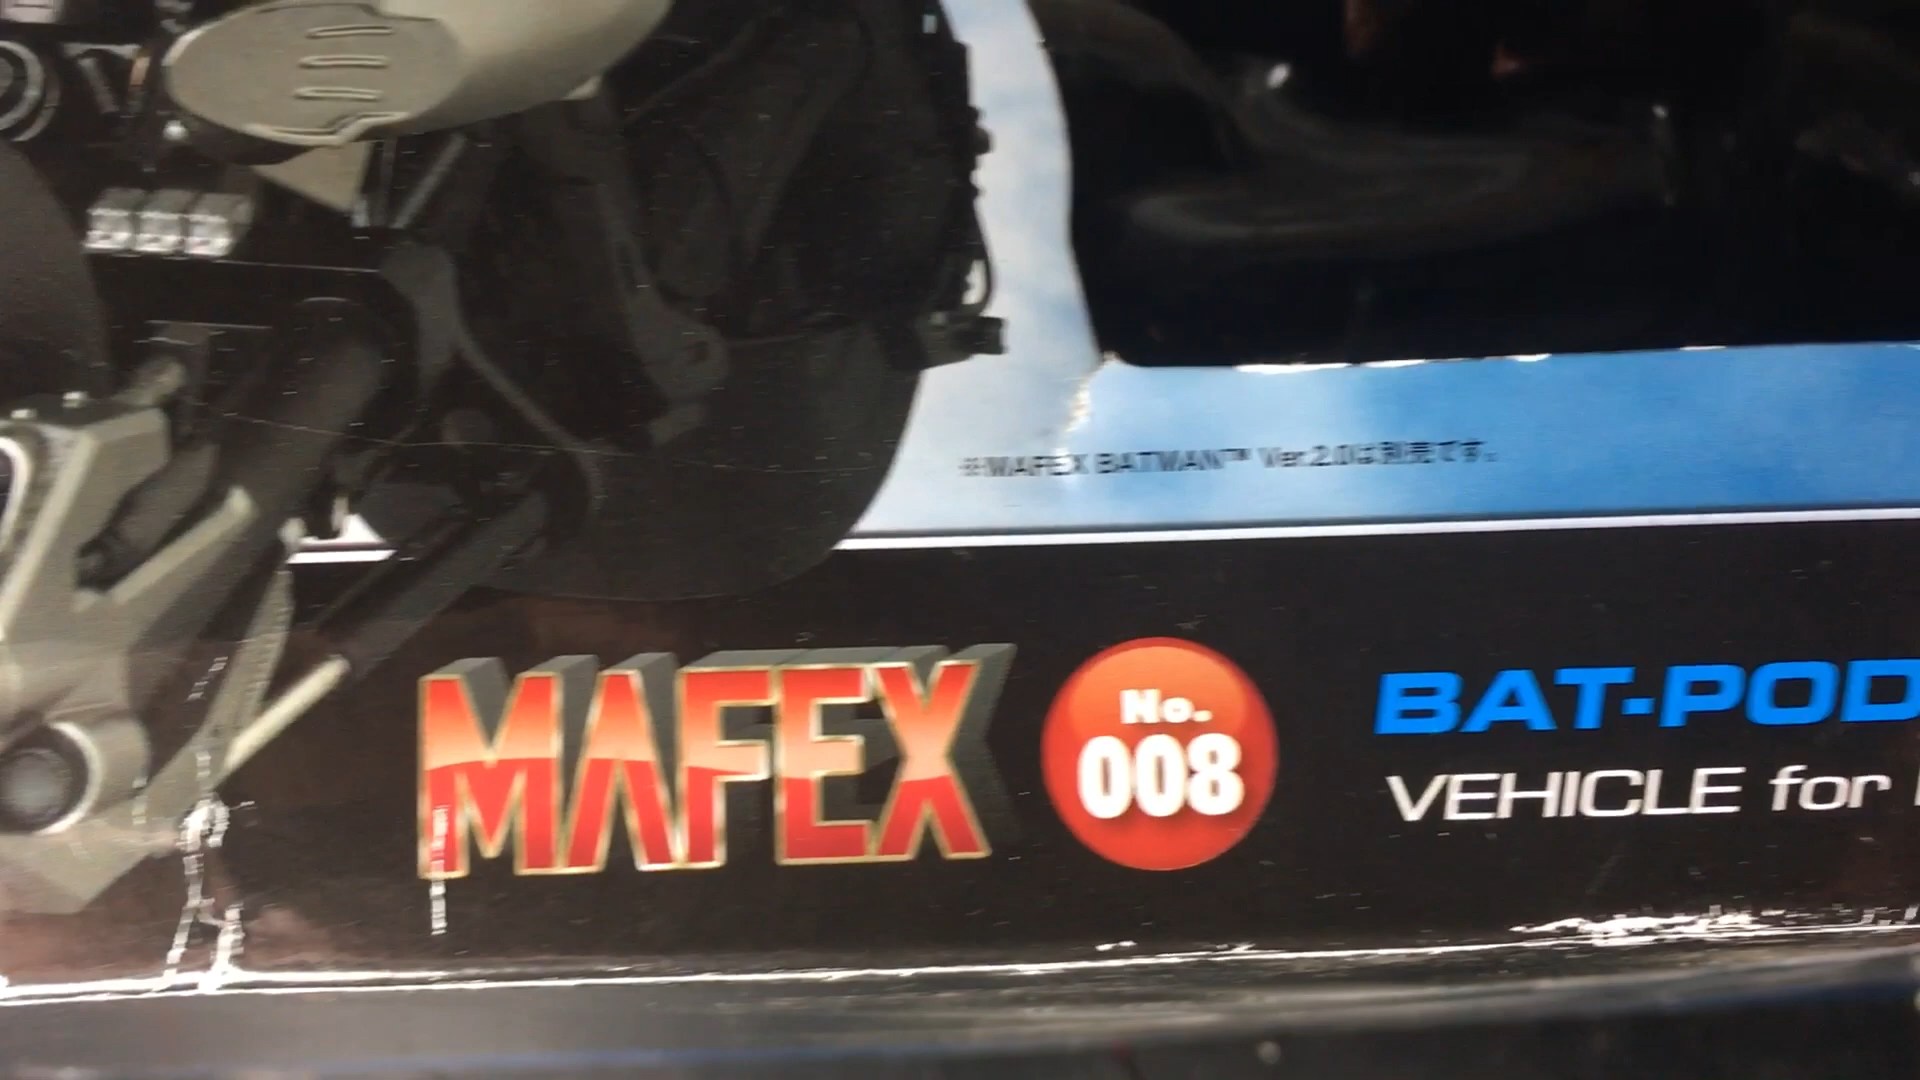 ※MAFEX BATMAN™ Ver.2.0は別売です。
MAFEX
No.
008
BAT-POD
VEHICLE for